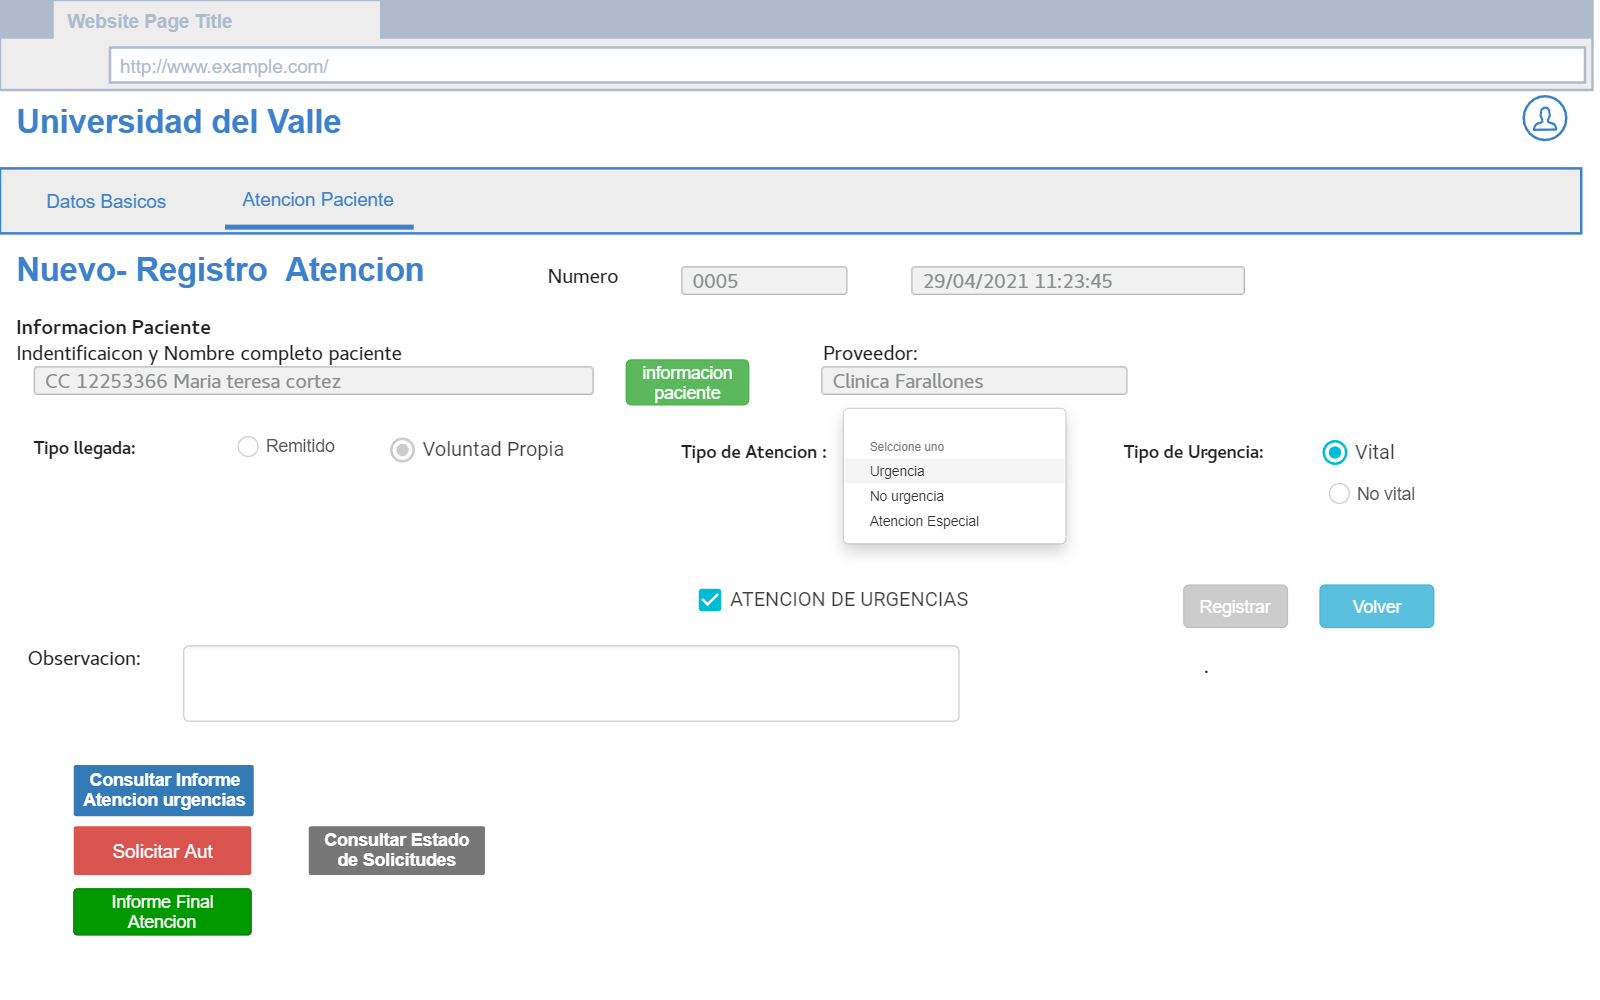 Website Page Title
http://www.example.com/
Universidad del Valle
Datos Basicos
Atencion Paciente
Nuevo- Registro  Atencion
Numero
0005
29/04/2021 11:23:45
Informacion Paciente
Indentificaicon y Nombre completo paciente
Proveedor:
CC 12253366 Maria teresa cortez
informacion
paciente
Clinica Farallones
Tipo llegada:
Remitido
Voluntad Propia
Tipo de Atencion :
Selccione uno
Urgencia
No urgencia
Atencion Especial
Tipo de Urgencia:
Vital
No vital
ATENCION DE URGENCIAS
Registrar
Volver
Observacion:
.
Consultar Informe
Atencion urgencias
Solicitar Aut
Consultar Estado
de Solicitudes
Informe Final
Atencion